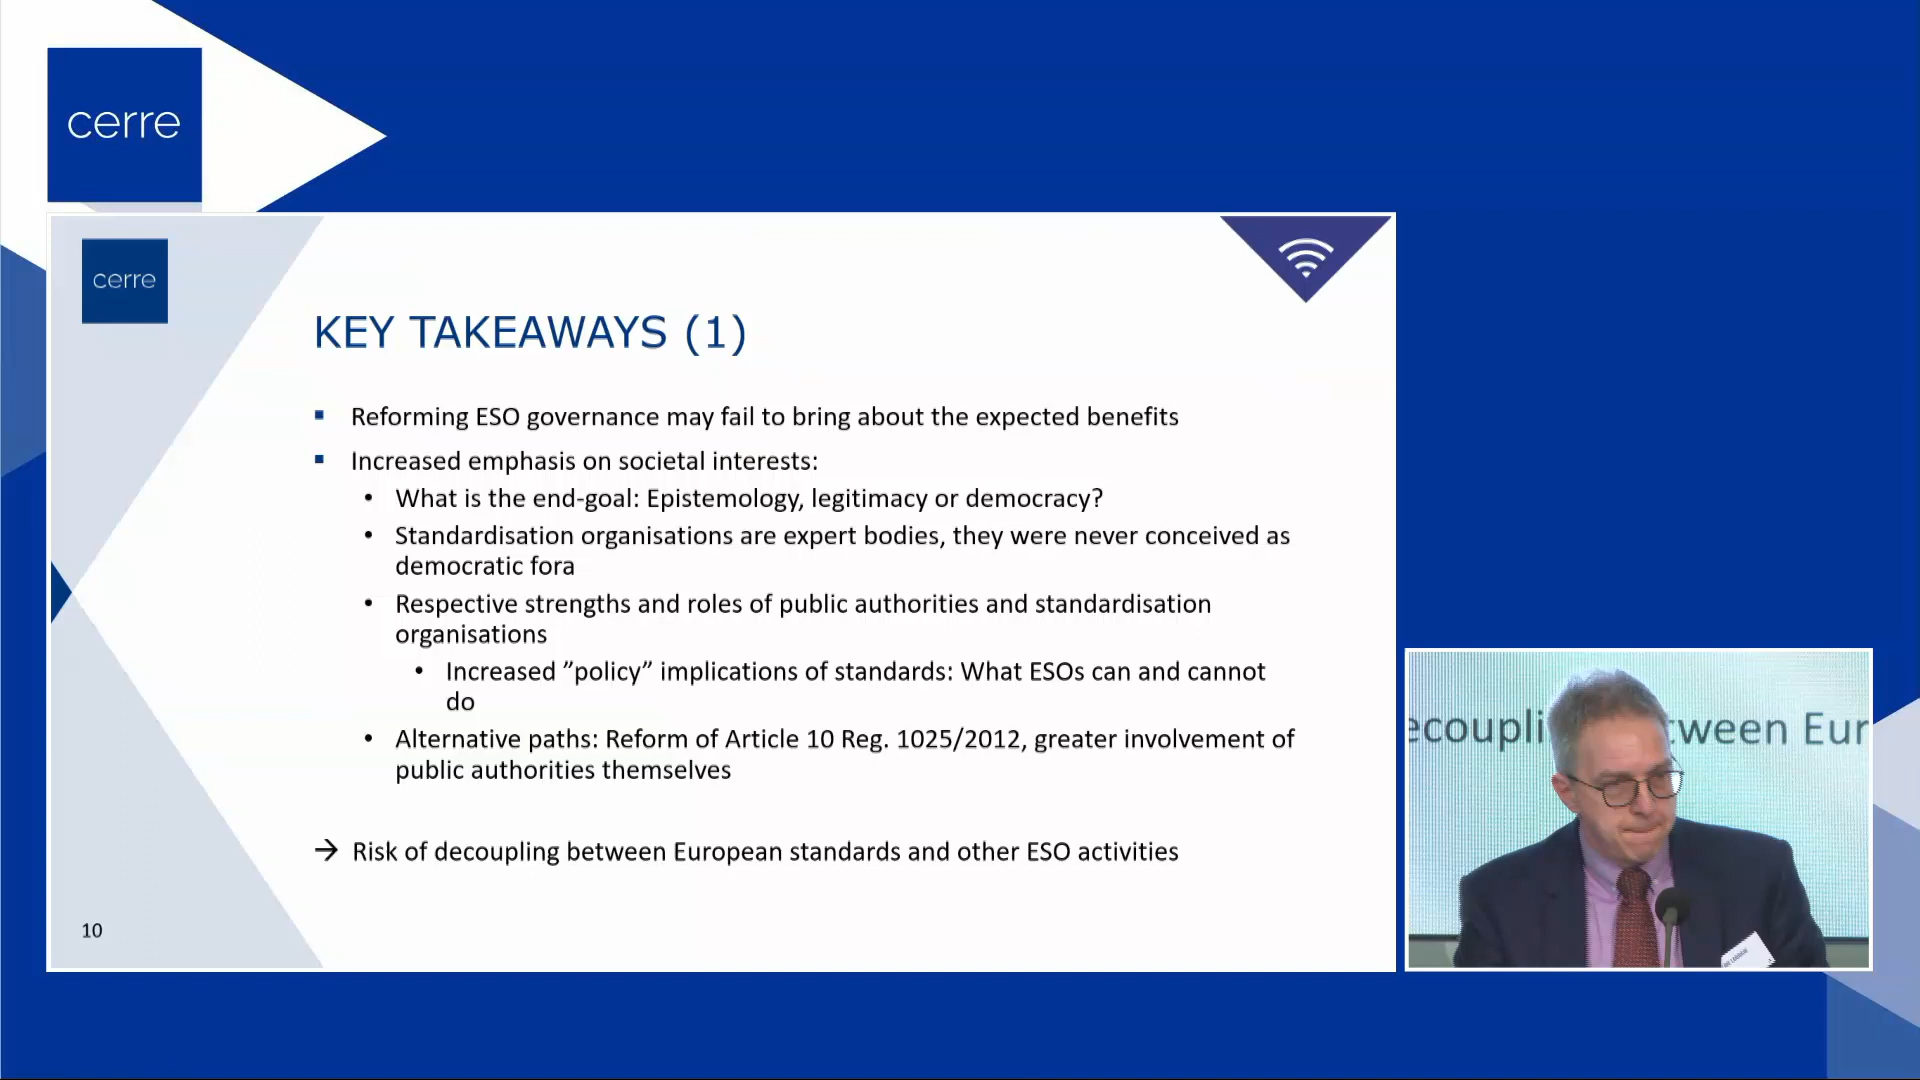 cerre
cerre
KEY TAKEAWAYS (1)
▪ Reforming ESO governance may fail to bring about the expected benefits
▪ Increased emphasis on societal interests:
• What is the end-goal: Epistemology, legitimacy or democracy?
• Standardisation organisations are expert bodies, they were never conceived as
democratic fora
• Respective strengths and roles of public authorities and standardisation
organisations
• Increased ”policy” implications of standards: What ESOs can and cannot
do
• Alternative paths: Reform of Article 10 Reg. 1025/2012, greater involvement of
public authorities themselves
→ Risk of decoupling between European standards and other ESO activities
10
ecoupli tween Eur